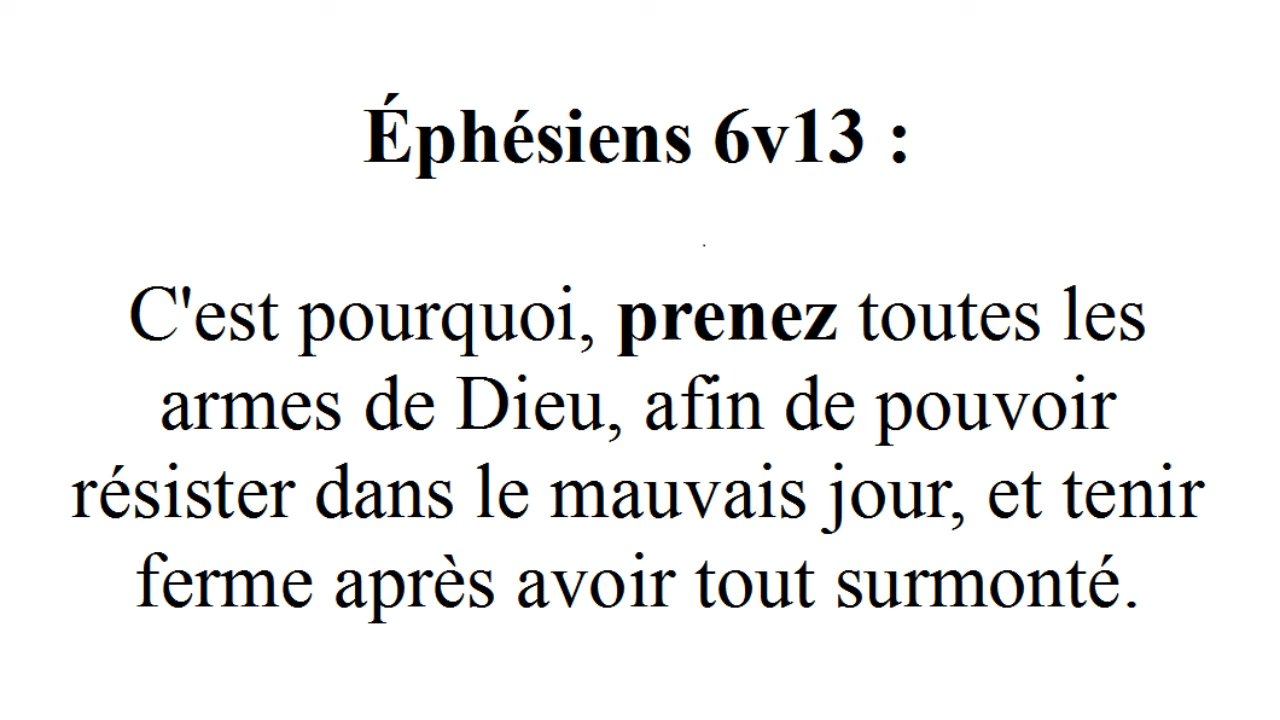 Éphésiens 6v13 :
C'est pourquoi, prenez toutes les
armes de Dieu, afin de pouvoir
résister dans le mauvais jour, et tenir
ferme après avoir tout surmonté.